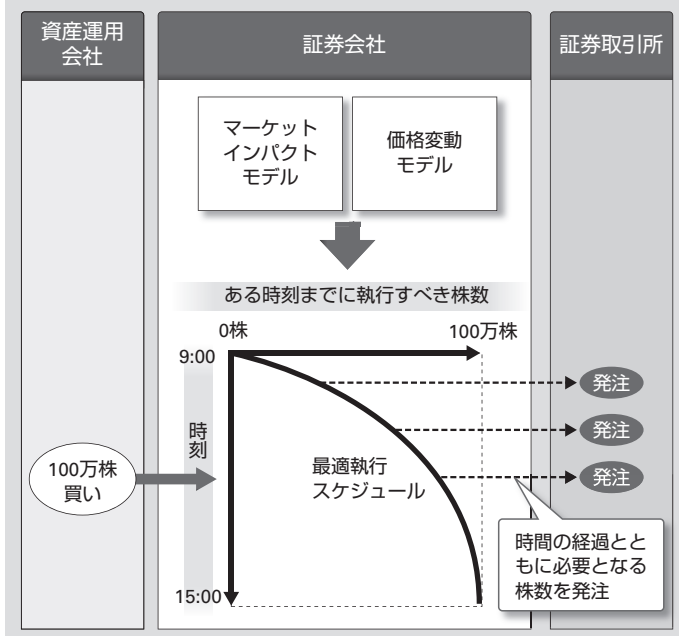 資産運用
会社
証券会社
証券取引所
マーケット
インパクト
モデル
価格変動
モデル
ある時刻までに執行すべき株数
0株
100万株
9:00
時刻
15:00
100万株
買い
最適執行
スケジュール
発注
発注
発注
時間の経過とと
もに必要となる
株数を発注